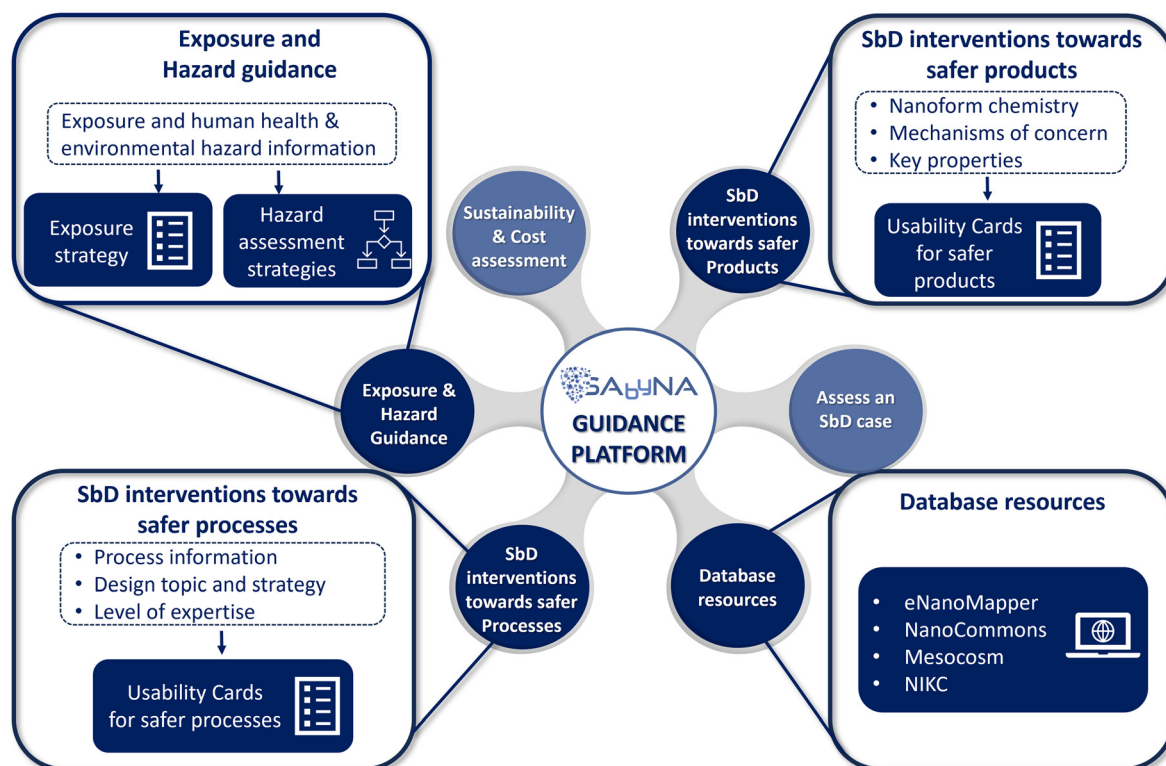 Exposure and
Hazard guidance
Exposure and human health &
environmental hazard information
Exposure
strategy
Hazard
assessment
strategies
SbD interventions towards
safer products
• Nanoform chemistry
• Mechanisms of concern
• Key properties
Usability Cards
for safer
products
Sustainability
& Cost
assessment
SbD
interventions
towards safer
Products
Exposure &
Hazard
Guidance
SAbyNA
GUIDANCE
PLATFORM
Assess an
SbD case
SbD interventions towards
safer processes
• Process information
• Design topic and strategy
• Level of expertise
Usability Cards
for safer processes
SbD
interventions
towards safer
Processes
Database
resources
Database resources
• eNanoMapper
• NanoCommons
• Mesocosm
• NIKC